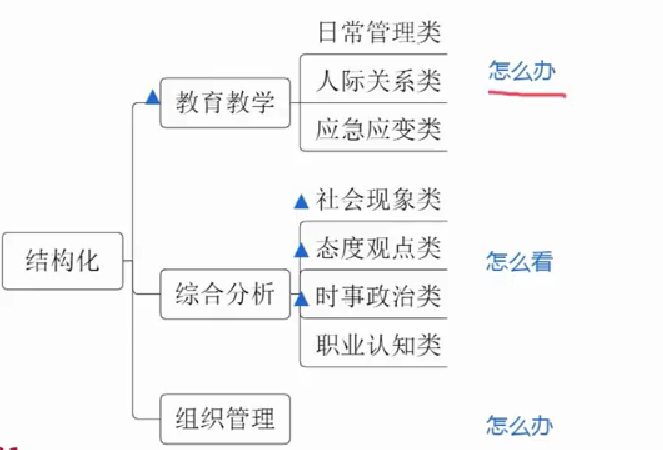 日常管理类
人际关系类
怎么办
教育教学
应急应变类
社会现象类
态度观点类
怎么看
结构化
综合分析
时事政治类
职业认知类
组织管理
怎么办